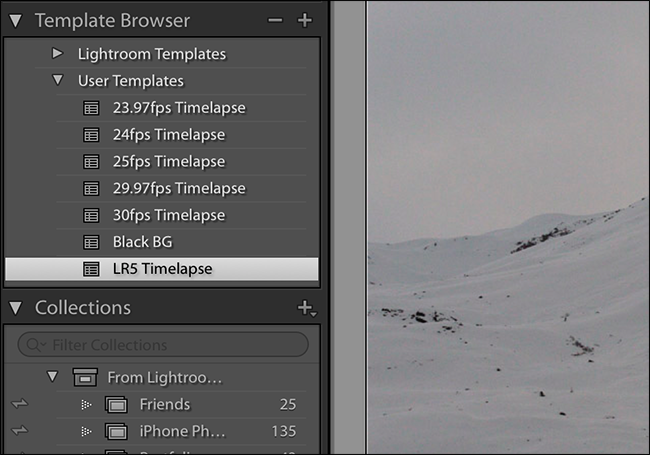 Template Browser
Lightroom Templates
User Templates
23.97fps Timelapse
24fps Timelapse
25fps Timelapse
29.97fps Timelapse
30fps Timelapse
Black BG
LR5 Timelapse
Collections
Filter Collections
From Lightroo...
Friends 25
iPhone Ph... 135